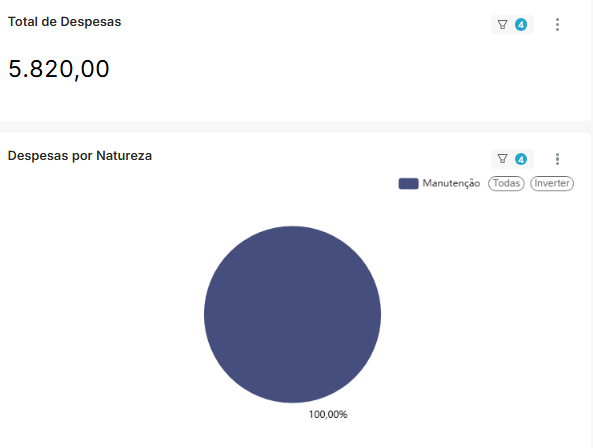 Total de Despesas
4
5.820,00
Despesas por Natureza
4
Manutenção Todas Inverter
100,00%